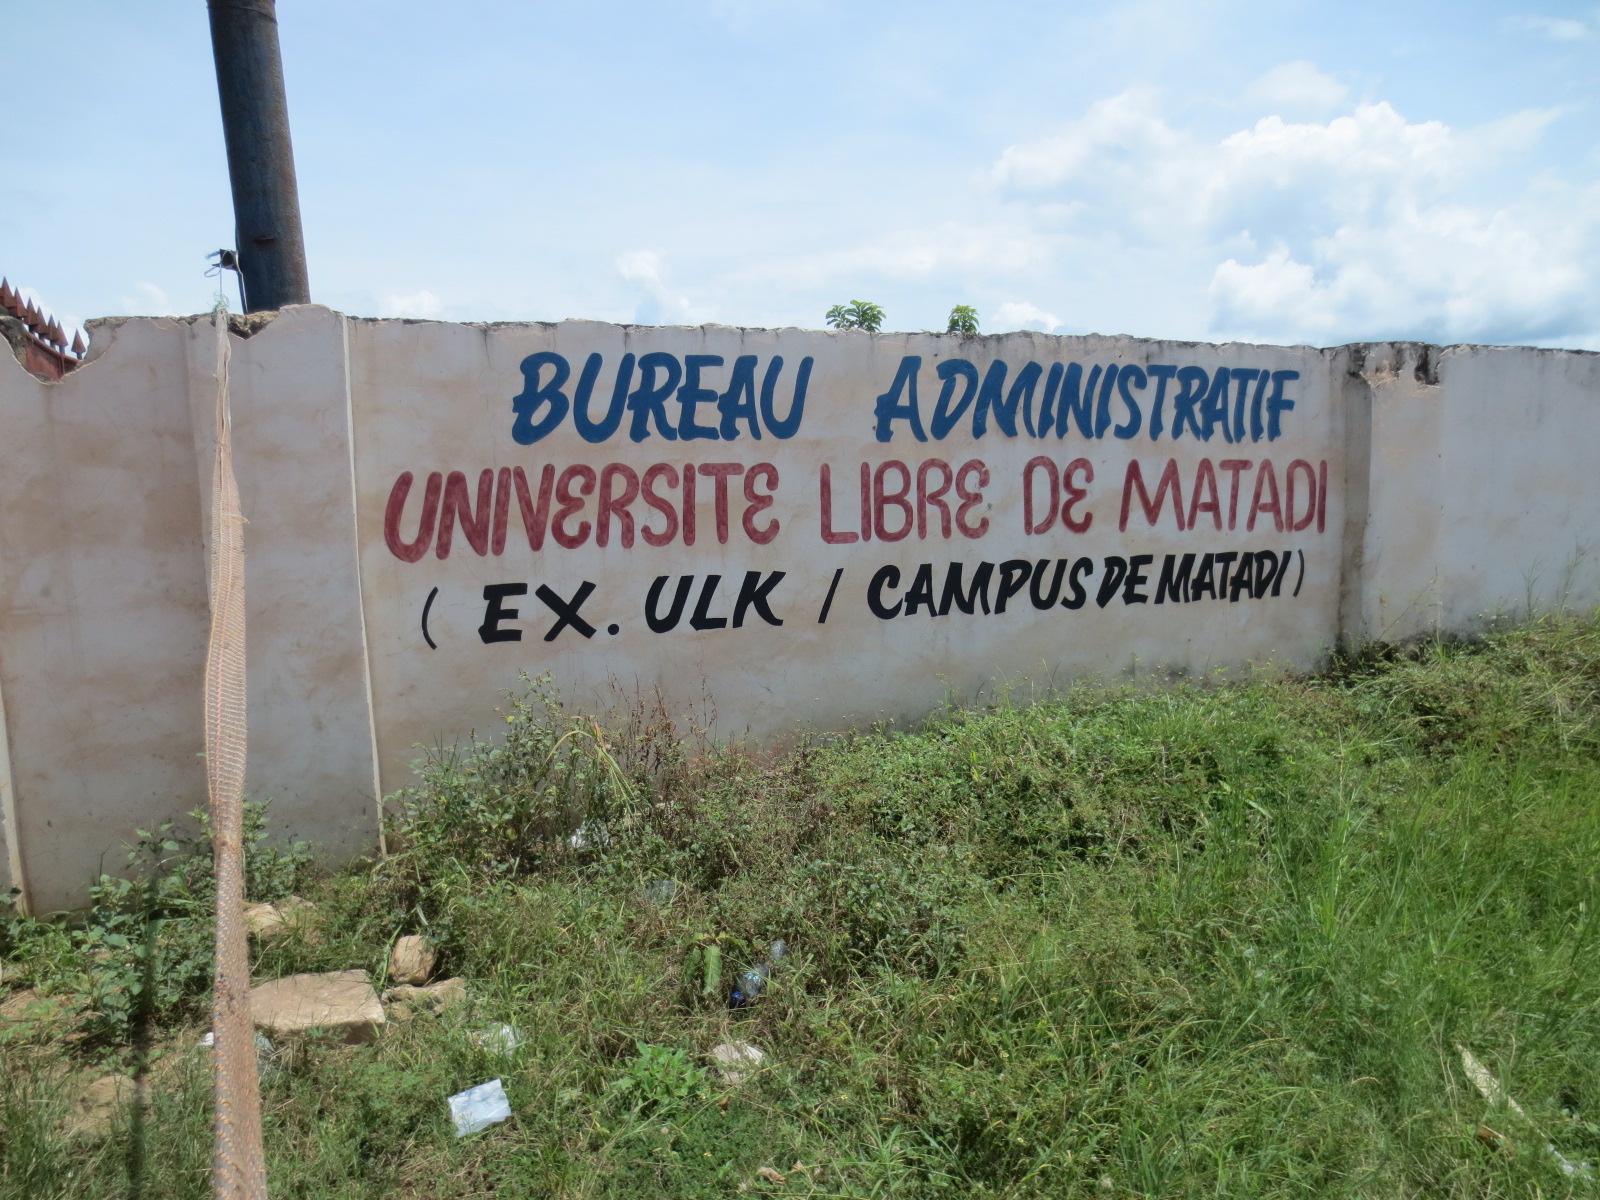 BUREAU ADMINISTRATIF
UNIVERSITE LIBRE DE MATADI
( EX. ULK / CAMPUS DE MATADI )